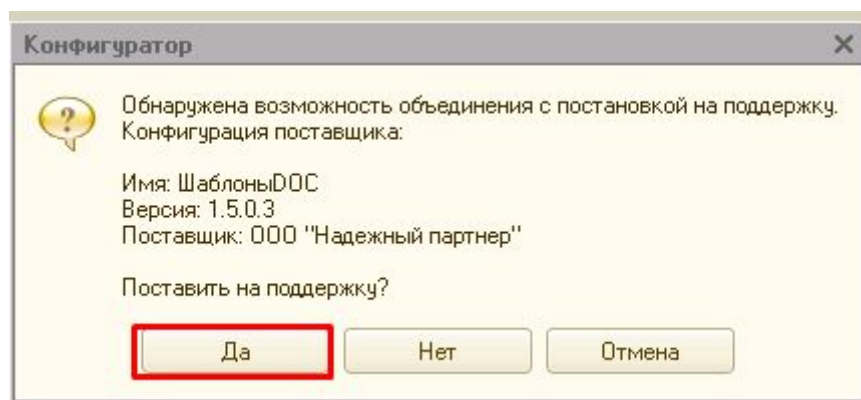 Конфигуратор
Обнаружена возможность объединения с постановкой на поддержку.
Конфигурация поставщика:
Имя: ШаблоныDOC
Версия: 1.5.0.3
Поставщик: ООО "Надежный партнер"
Поставить на поддержку?
Да Нет Отмена